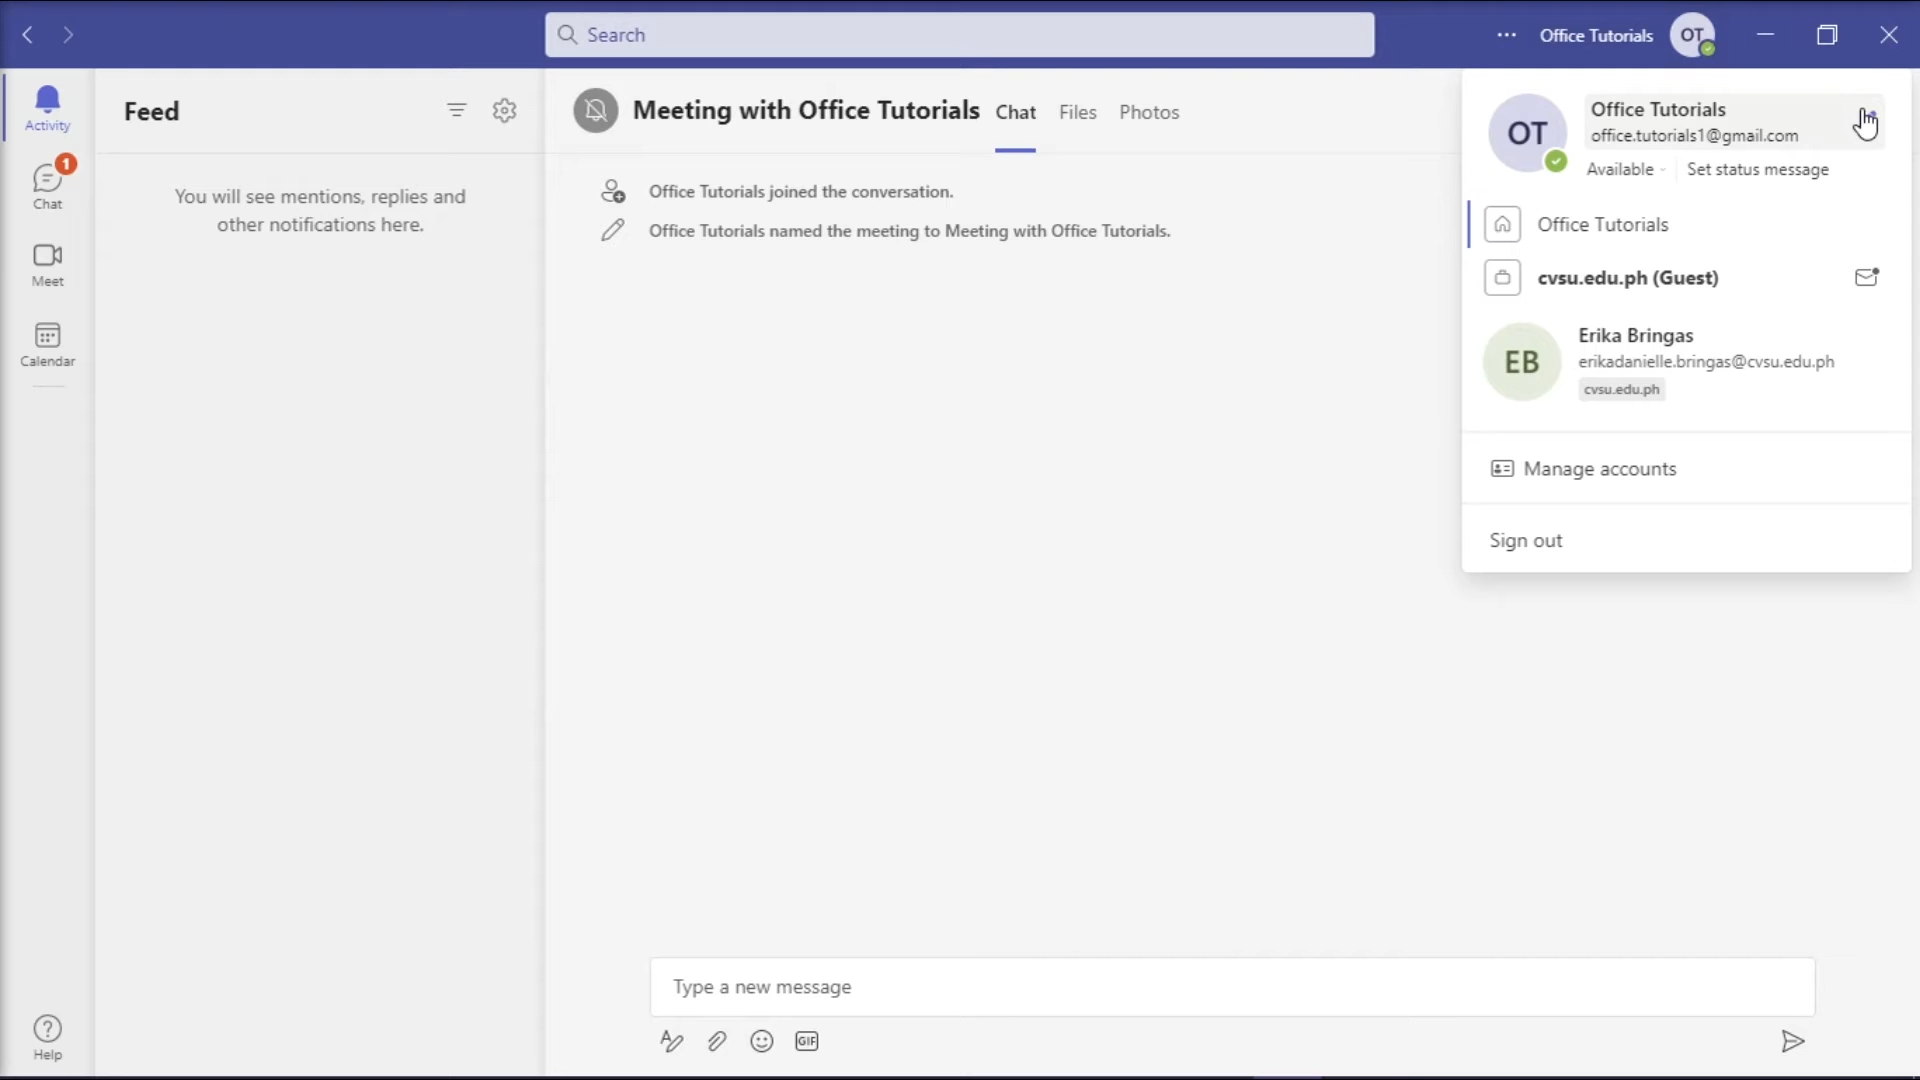 Search
Office Tutorials
OT
Activity
1
Chat
Meet
Calendar
Help
Feed
You will see mentions, replies and
other notifications here.
Meeting with Office Tutorials
Chat
Files
Photos
Office Tutorials joined the conversation.
Office Tutorials named the meeting to Meeting with Office Tutorials.
Type a new message
GIF
OT
Office Tutorials
office.tutorials1@gmail.com
Available
Set status message
Office Tutorials
cvsu.edu.ph (Guest)
EB
Erika Bringas
erikadanielle.bringas@cvsu.edu.ph
cvsu.edu.ph
Manage accounts
Sign out